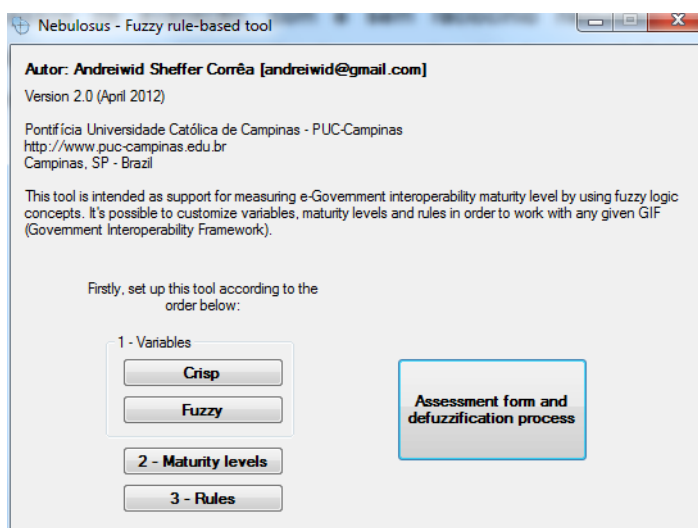 Nebulosus - Fuzzy rule-based tool
Autor: Andreiwid Sheffer Corrêa [andreiwid@gmail.com]
Version 2.0 (April 2012)
Pontifícia Universidade Católica de Campinas - PUC-Campinas
http://www.puc-campinas.edu.br
Campinas, SP - Brazil
This tool is intended as support for measuring e-Government interoperability maturity level by using fuzzy logic
concepts. It's possible to customize variables, maturity levels and rules in order to work with any given GIF
(Government Interoperability Framework).
Firstly, set up this tool according to the
order below:
1 - Variables
Crisp
Fuzzy
2 - Maturity levels
3 - Rules
Assessment form and
defuzzification process